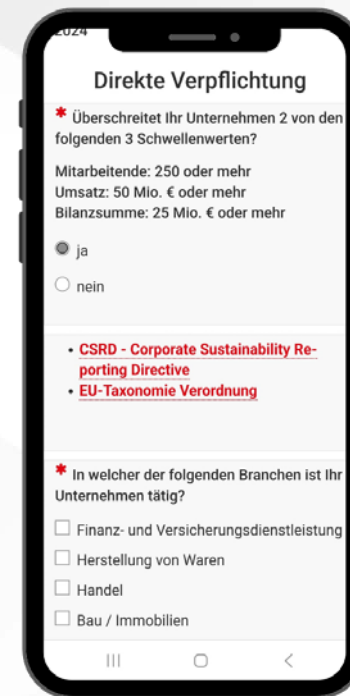 2024
Direkte Verpflichtung
* Überschreitet Ihr Unternehmen 2 von den
folgenden 3 Schwellenwerten?
Mitarbeitende: 250 oder mehr
Umsatz: 50 Mio. € oder mehr
Bilanzsumme: 25 Mio. € oder mehr
ja
nein
• CSRD - Corporate Sustainability Re-
porting Directive
• EU-Taxonomie Verordnung
* In welcher der folgenden Branchen ist Ihr
Unternehmen tätig?
Finanz- und Versicherungsdienstleistung
Herstellung von Waren
Handel
Bau / Immobilien